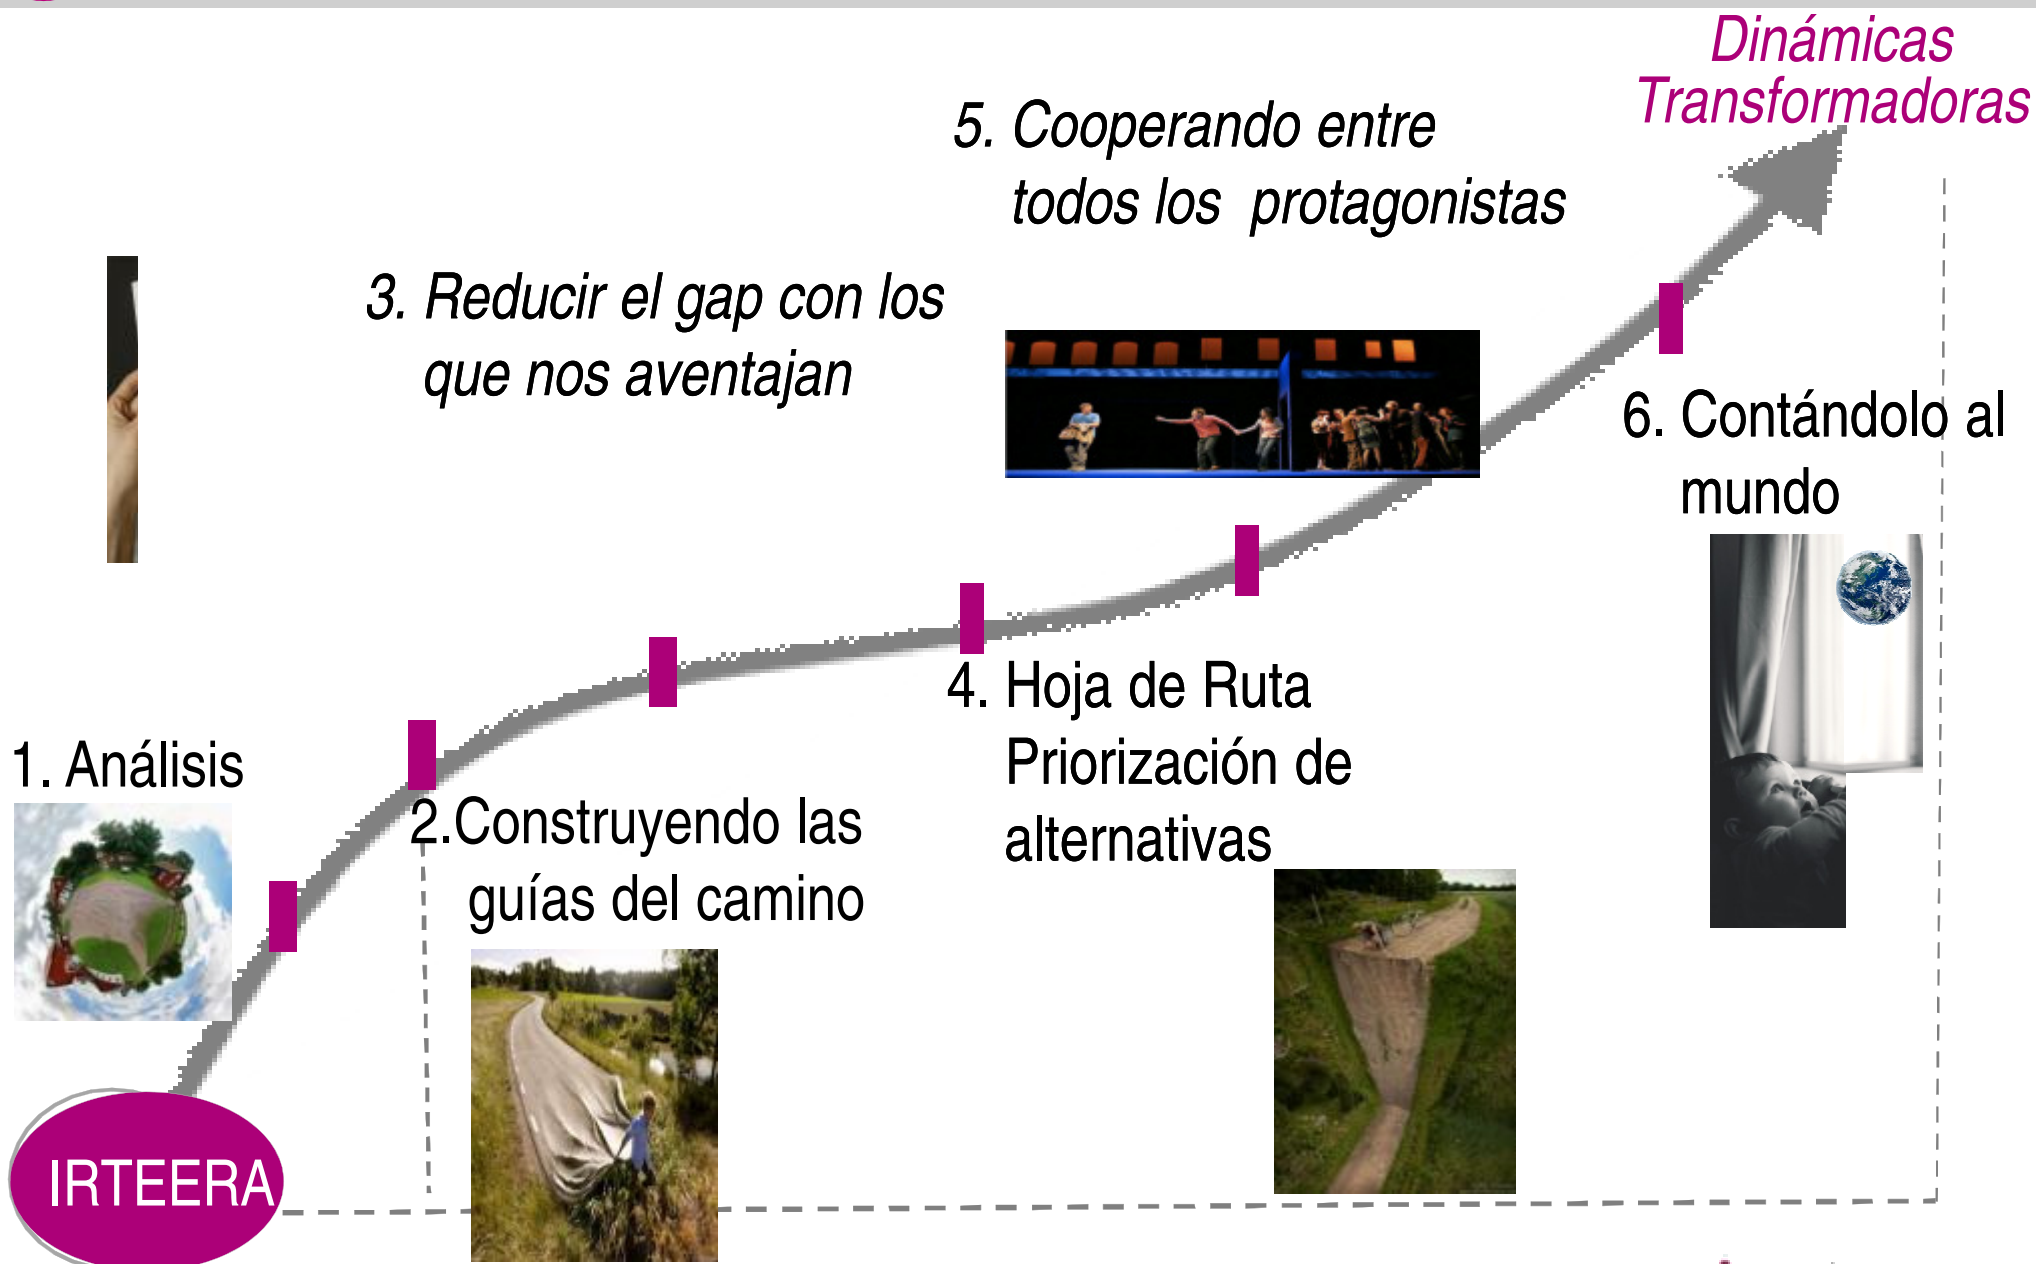 Dinámicas
Transformadoras
5. Cooperando entre
todos los protagonistas
3. Reducir el gap con los
que nos aventajan
6. Contándolo al
mundo
4. Hoja de Ruta
Priorización de
alternativas
1. Análisis
2.Construyendo las
guías del camino
IRTEERA